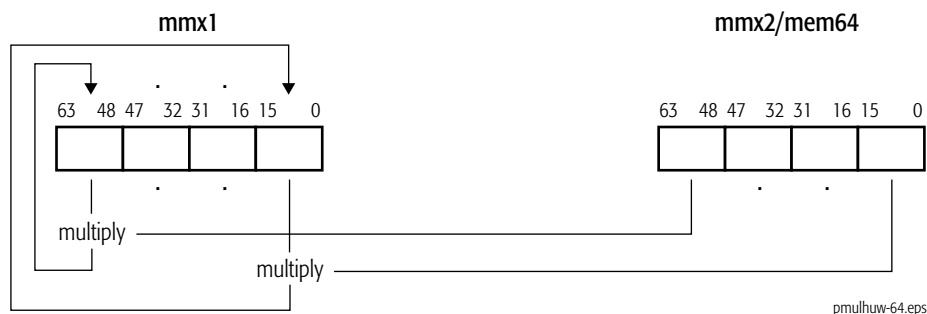 mmx1 mmx2/mem64
. .
63 48 47 32 31 16 15 0 63 48 47 32 31 16 15 0
. . . .
multiply
multiply
pmulhuw-64.eps